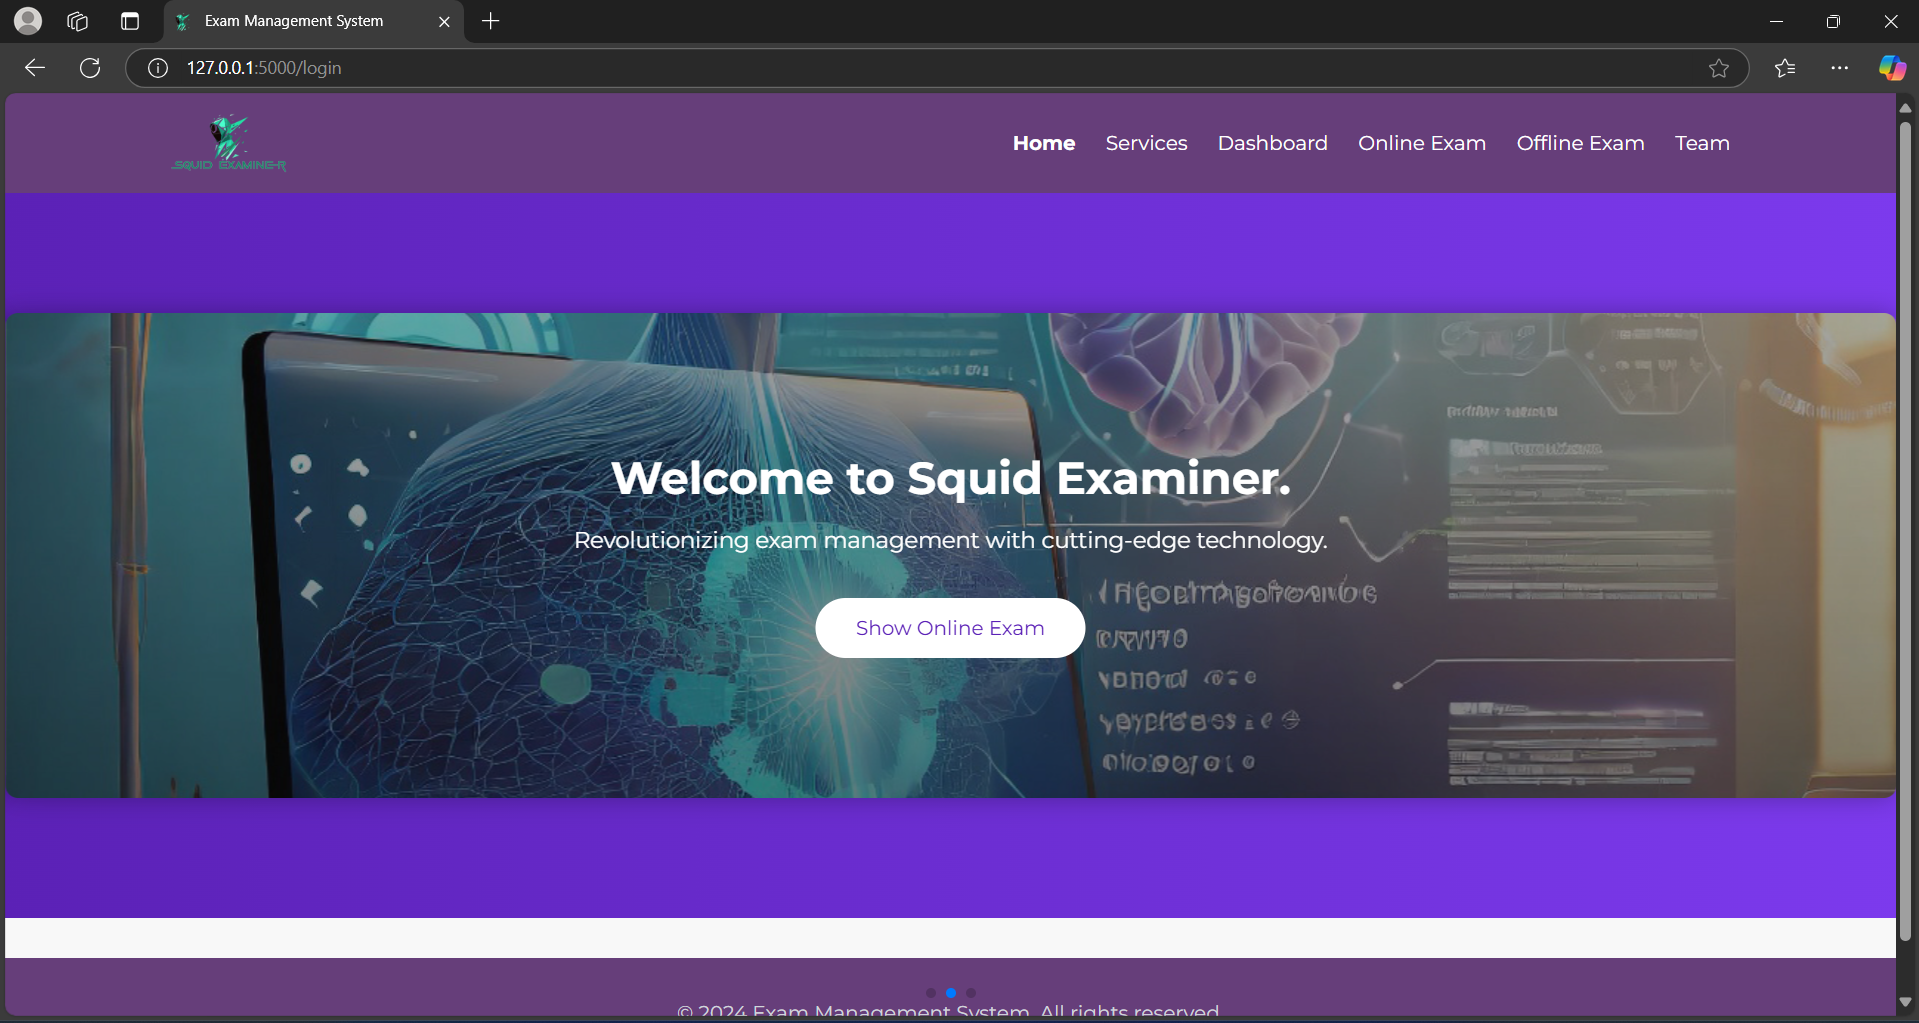 Exam Management System
127.0.0.1:5000/login
SQUID EXAMINE-R
Home Services Dashboard Online Exam Offline Exam Team
Welcome to Squid Examiner.
Revolutionizing exam management with cutting-edge technology.
Show Online Exam
© 2024 Exam Management System. All rights reserved